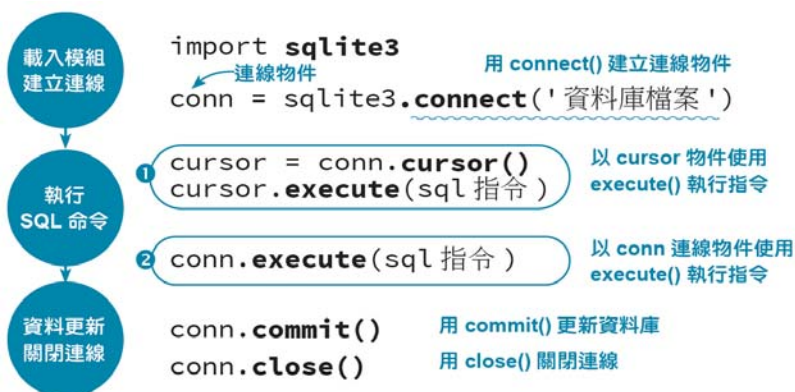 載入模組
建立連線
import sqlite3
連線物件
用 connect() 建立連線物件
conn = sqlite3.connect('資料庫檔案')
執行
SQL 命令
❶
cursor = conn.cursor()
cursor.execute(sql 指令)
以 cursor 物件使用
execute() 執行指令
❷
conn.execute(sql 指令)
以 conn 連線物件使用
execute() 執行指令
資料更新
關閉連線
conn.commit()
用 commit() 更新資料庫
conn.close()
用 close() 關閉連線